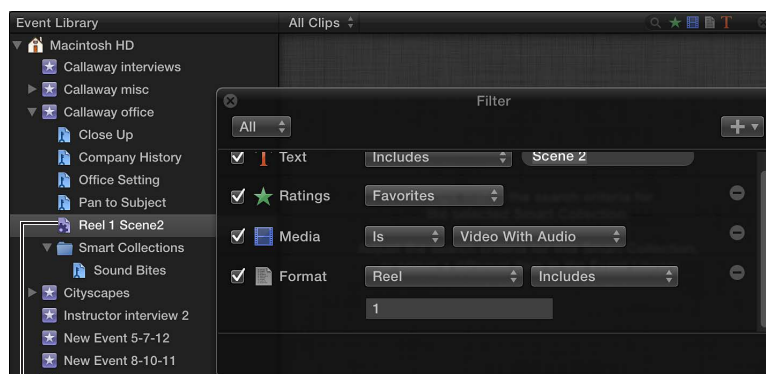 Event Library
All Clips
Macintosh HD
Callaway interviews
Callaway misc
Callaway office
Close Up
Company History
Office Setting
Pan to Subject
Reel 1 Scene2
Smart Collections
Sound Bites
Cityscapes
Instructor interview 2
New Event 5-7-12
New Event 8-10-11
Filter
All
Text Includes Scene 2
Ratings Favorites
Media Is Video With Audio
Format Reel Includes
1